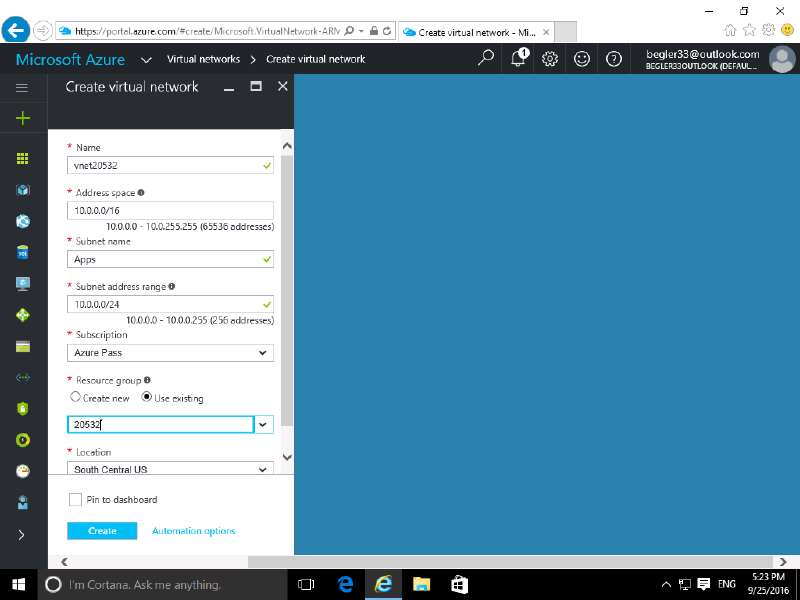 https://portal.azure.com/#create/Microsoft.VirtualNetwork-ARM
Create virtual network - Mi...
Microsoft Azure
Virtual networks > Create virtual network
1
begler33@outlook.com
BEGLER33OUTLOOK (DEFAUL...
Create virtual network
* Name
vnet20532
* Address space
10.0.0.0/16
10.0.0.0 - 10.0.255.255 (65536 addresses)
* Subnet name
Apps
* Subnet address range
10.0.0.0/24
10.0.0.0 - 10.0.0.255 (256 addresses)
* Subscription
Azure Pass
* Resource group
Create new Use existing
20532
* Location
South Central US
Pin to dashboard
Create Automation options
I'm Cortana. Ask me anything.
ENG
5:23 PM
9/25/2016